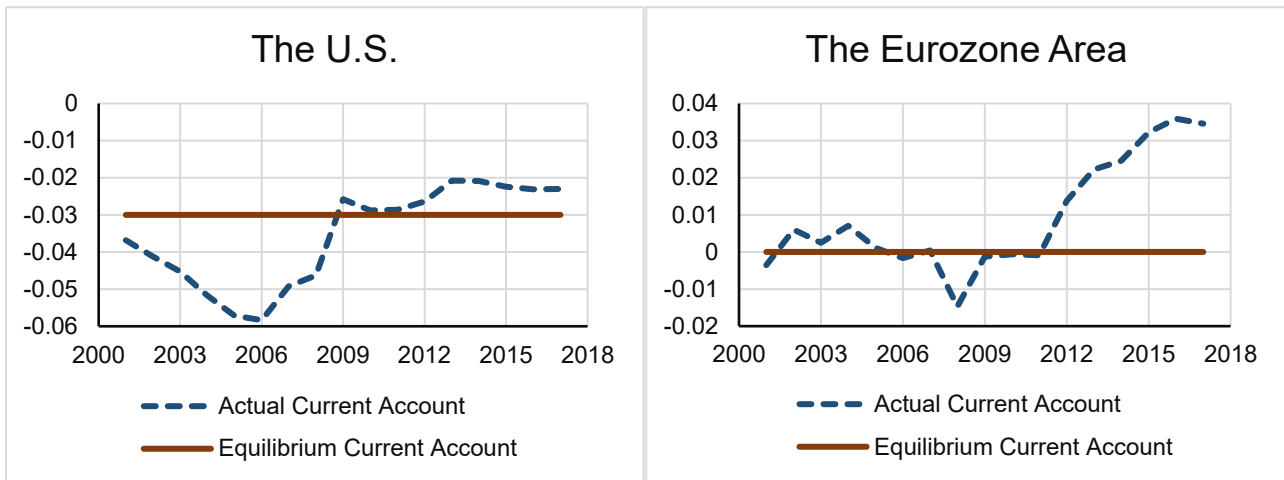 The U.S.
0
-0.01
-0.02
-0.03
-0.04
-0.05
-0.06
2000 2003 2006 2009 2012 2015 2018
Actual Current Account
Equilibrium Current Account
The Eurozone Area
0.04
0.03
0.02
0.01
0
-0.01
-0.02
2000 2003 2006 2009 2012 2015 2018
Actual Current Account
Equilibrium Current Account